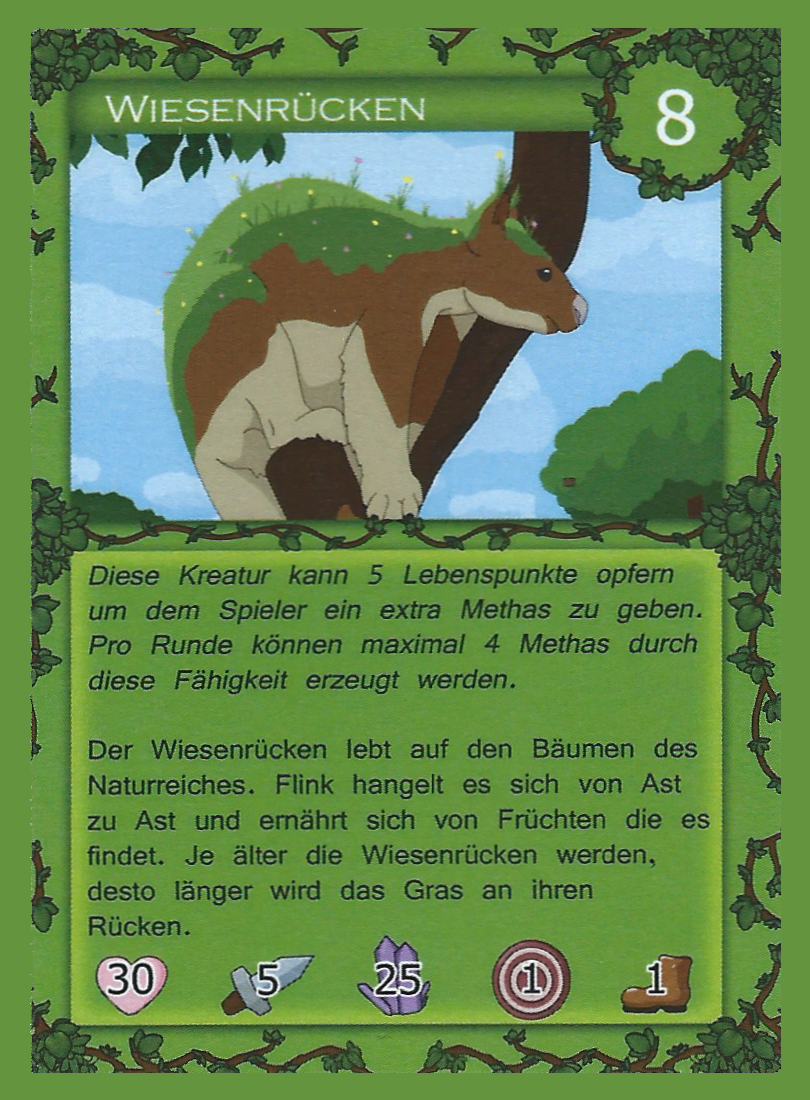 WIESENRÜCKEN
8
Diese Kreatur kann 5 Lebenspunkte opfern
um dem Spieler ein extra Methas zu geben.
Pro Runde können maximal 4 Methas durch
diese Fähigkeit erzeugt werden.
Der Wiesenrücken lebt auf den Bäumen des
Naturreiches. Flink hangelt es sich von Ast
zu Ast und ernährt sich von Früchten die es
findet. Je älter die Wiesenrücken werden,
desto länger wird das Gras an ihren
Rücken.
30 5 25 1 1